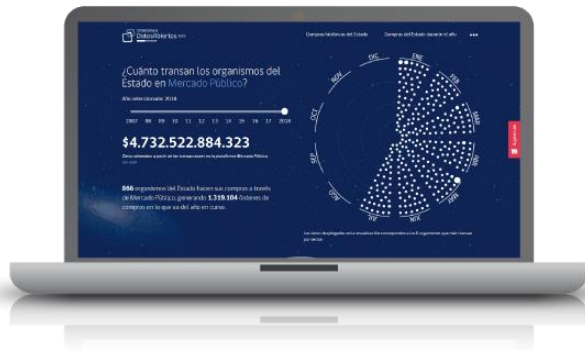 DatosAbiertos
Compras históricas del Estado
Compras del Estado durante el año
¿Cuánto transan los organismos del
Estado en Mercado Público?
Año seleccionado: 2018
2007 08 09 10 11 12 13 14 15 16 17 2018
$4.732.522.884.323
866 organismos del Estado hacen sus compras a través
de Mercado Público, generando 1.319.104 órdenes de
compras en lo que va del año en curso.
ENE
FEB
MAR
ABR
MAY
JUN
JUL
AGO
SEP
OCT
NOV
DIC